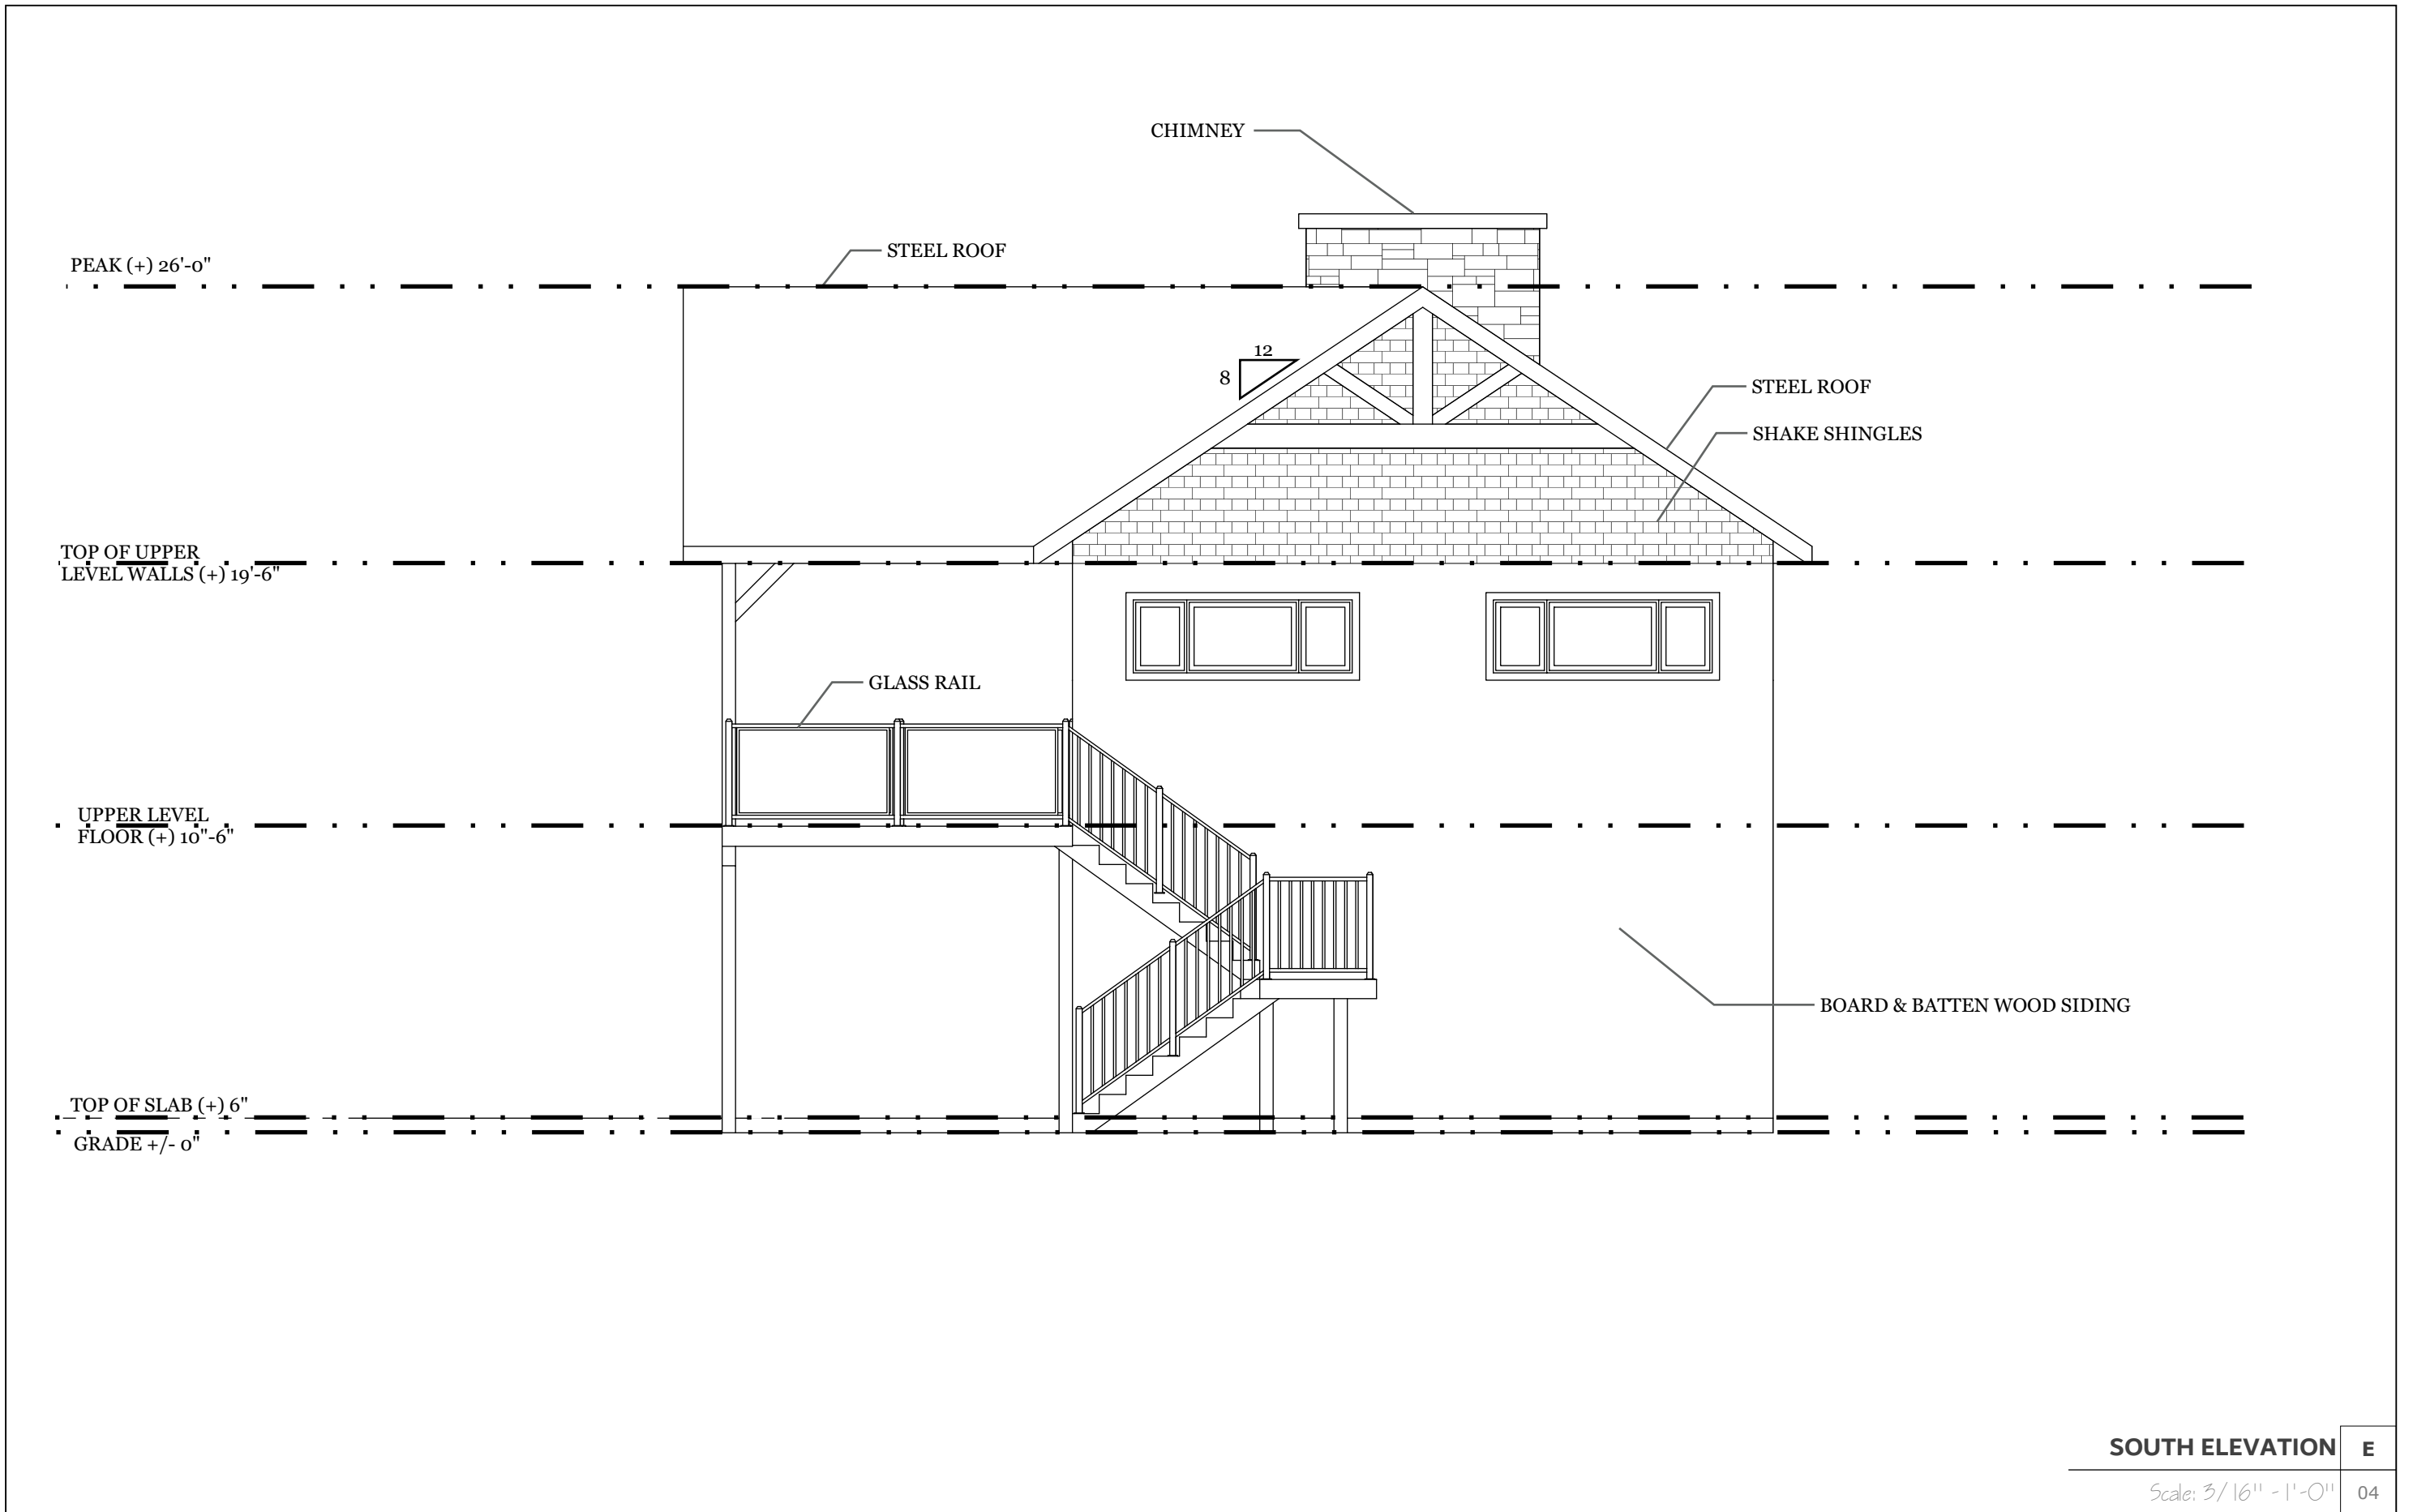 CHIMNEY
STEEL ROOF
PEAK (+) 26'-0"
12
8
STEEL ROOF
SHAKE SHINGLES
TOP OF UPPER
LEVEL WALLS (+) 19'-6"
GLASS RAIL
UPPER LEVEL
FLOOR (+) 10"-6"
BOARD & BATTEN WOOD SIDING
TOP OF SLAB (+) 6"
GRADE +/- 0"
SOUTH ELEVATION E
Scale: 3/16" - 1'-0" 04